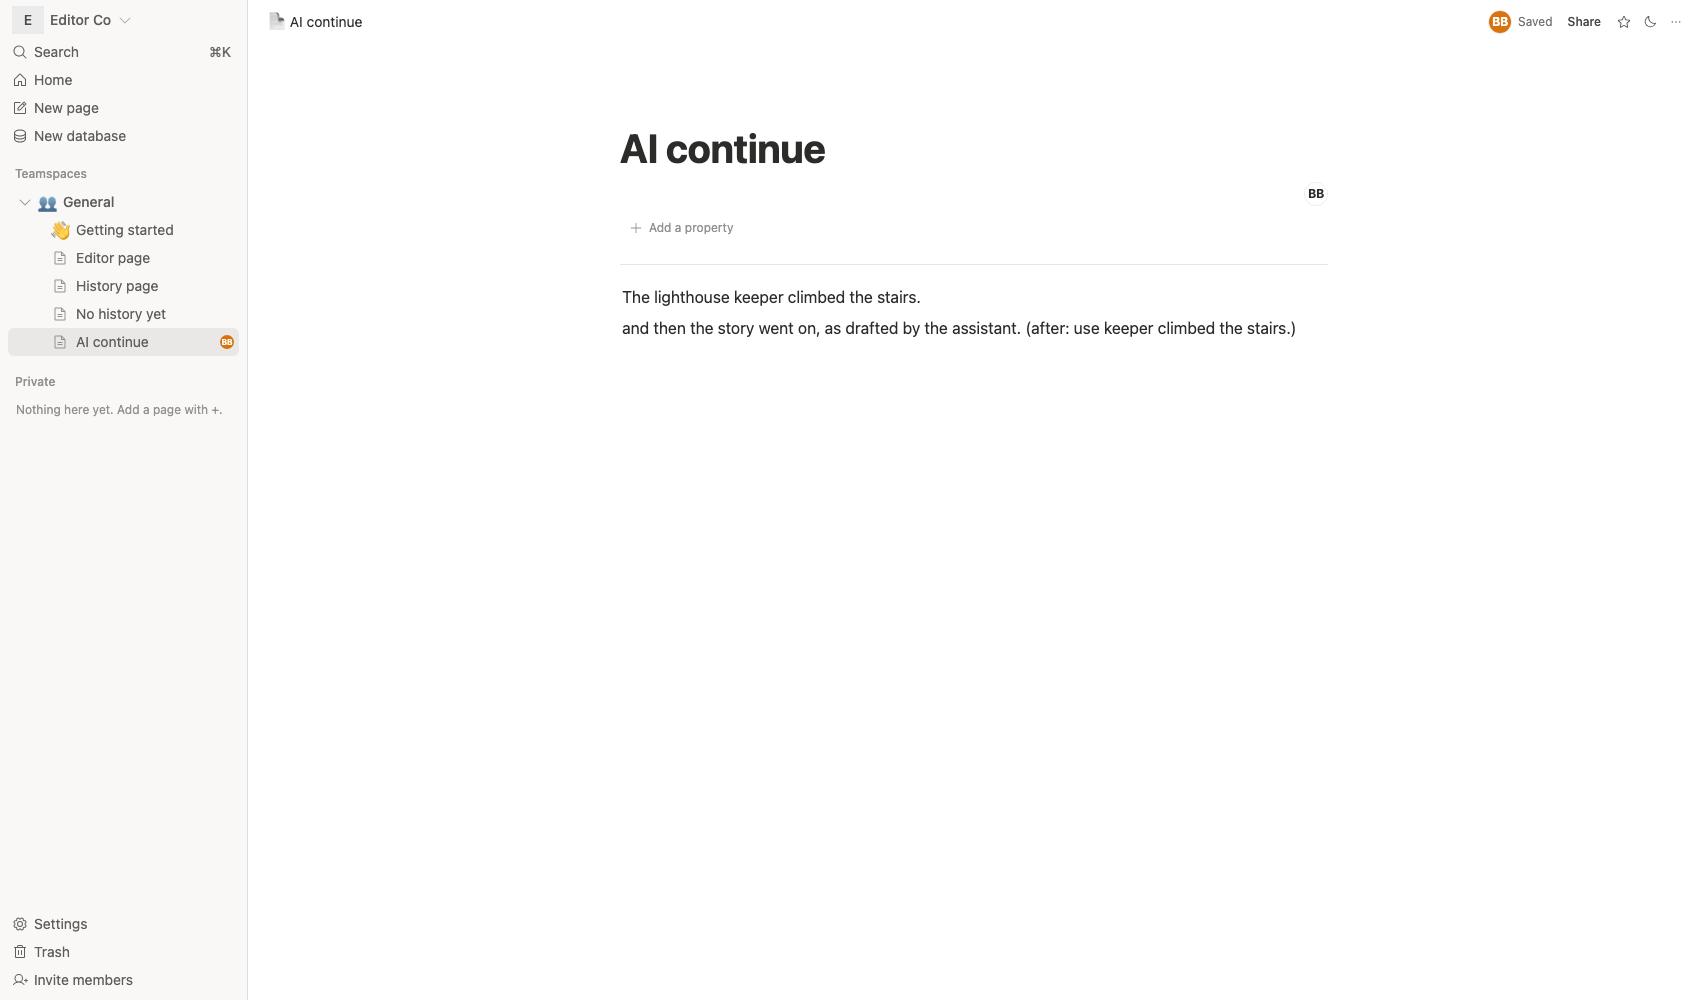 E Editor Co
Search ⌘K
Home
New page
New database
Teamspaces
General
Getting started
Editor page
History page
No history yet
AI continue BB
Private
Nothing here yet. Add a page with +.
Settings
Trash
Invite members
AI continue
BB Saved Share
AI continue
BB
Add a property
The lighthouse keeper climbed the stairs.
and then the story went on, as drafted by the assistant. (after: use keeper climbed the stairs.)